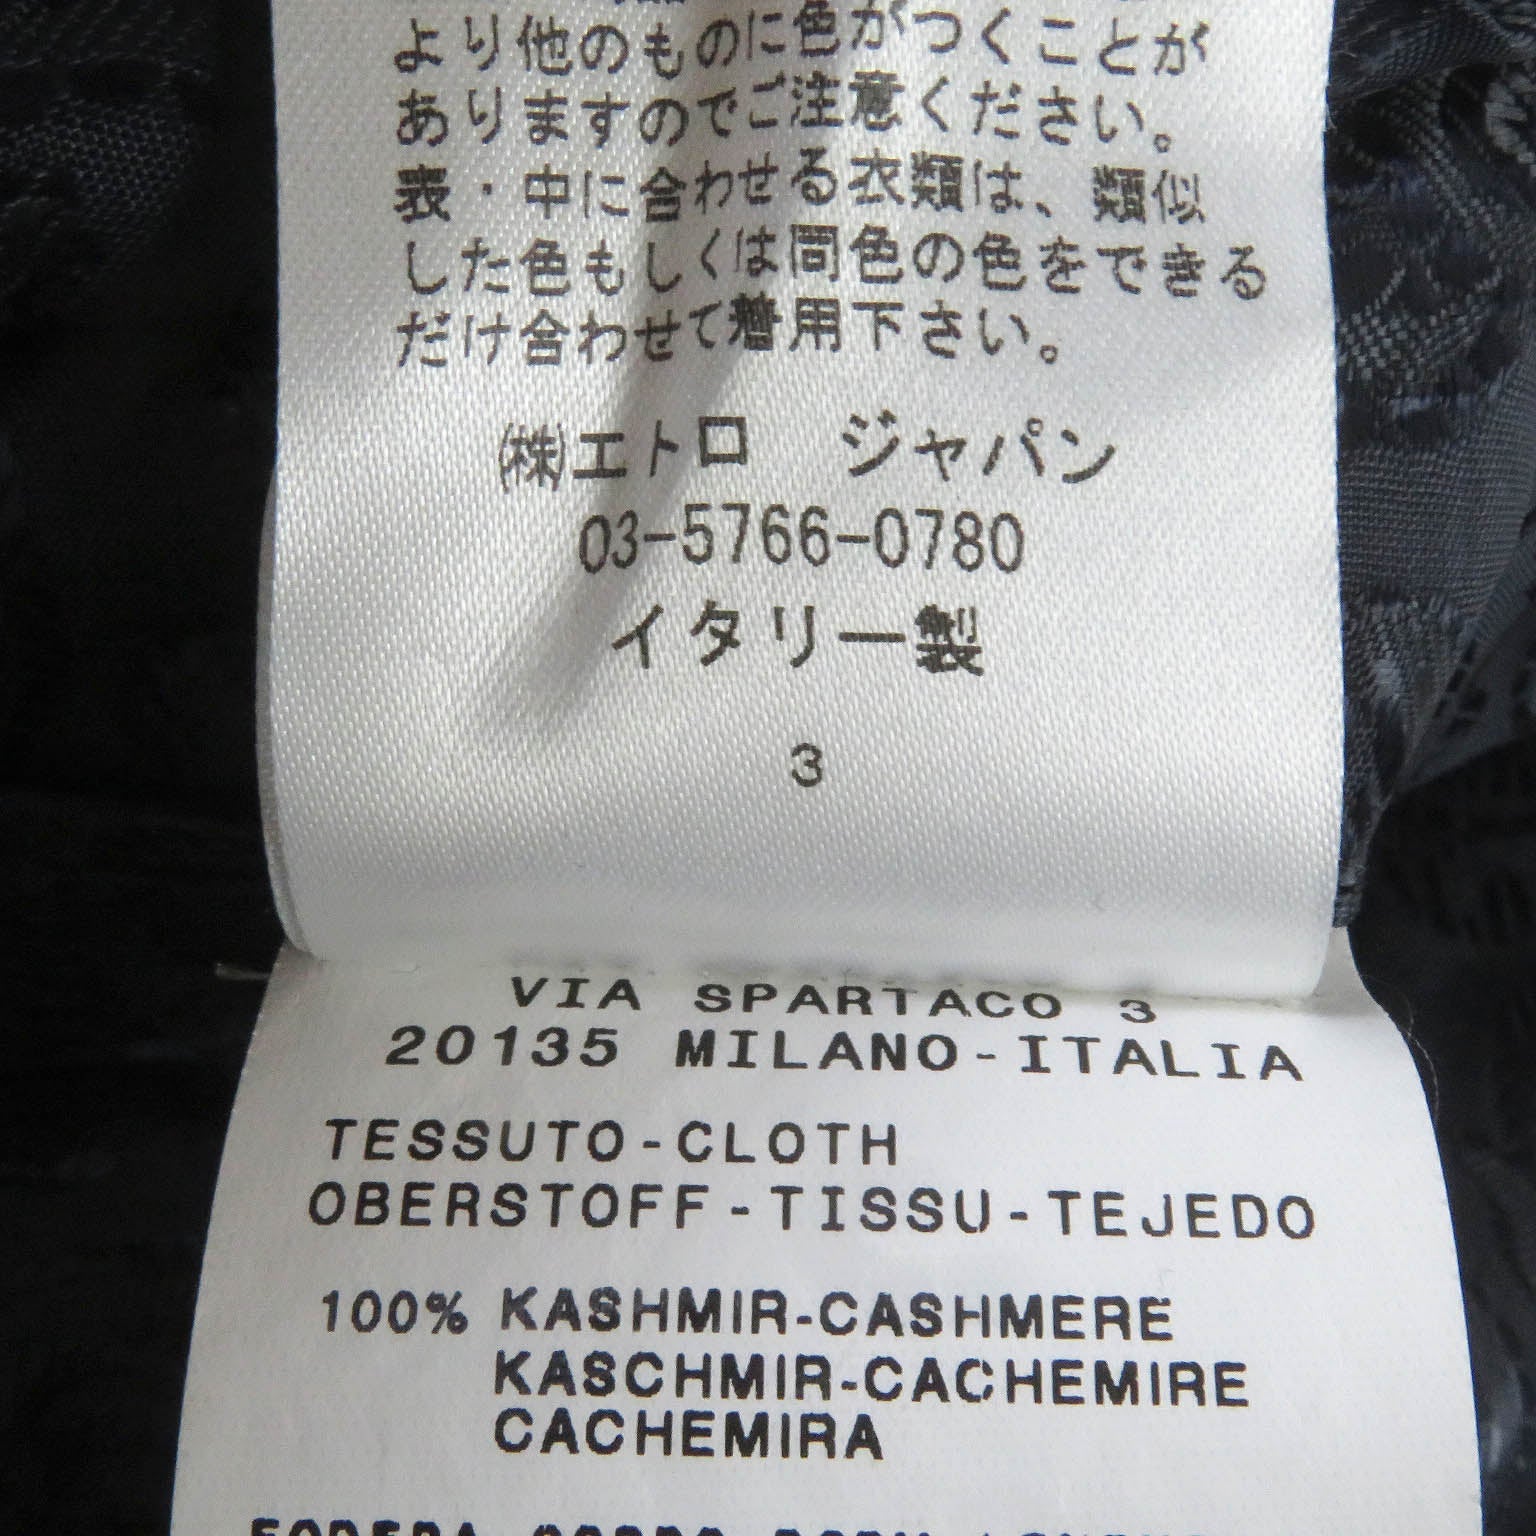 より他のものに色がつくことが
ありますのでご注意ください。
表・中に合わせる衣類は、類似
した色もしくは同色の色をできる
だけ合わせて着用下さい。
㈱エトロ ジャパン
03-5766-0780
イタリー製
3
VIA SPARTACO 3
20135 MILANO-ITALIA
TESSUTO-CLOTH
OBERSTOFF-TISSU-TEJEDO
100% KASHMIR-CASHMERE
KASCHMIR-CACHEMIRE
CACHEMIRA